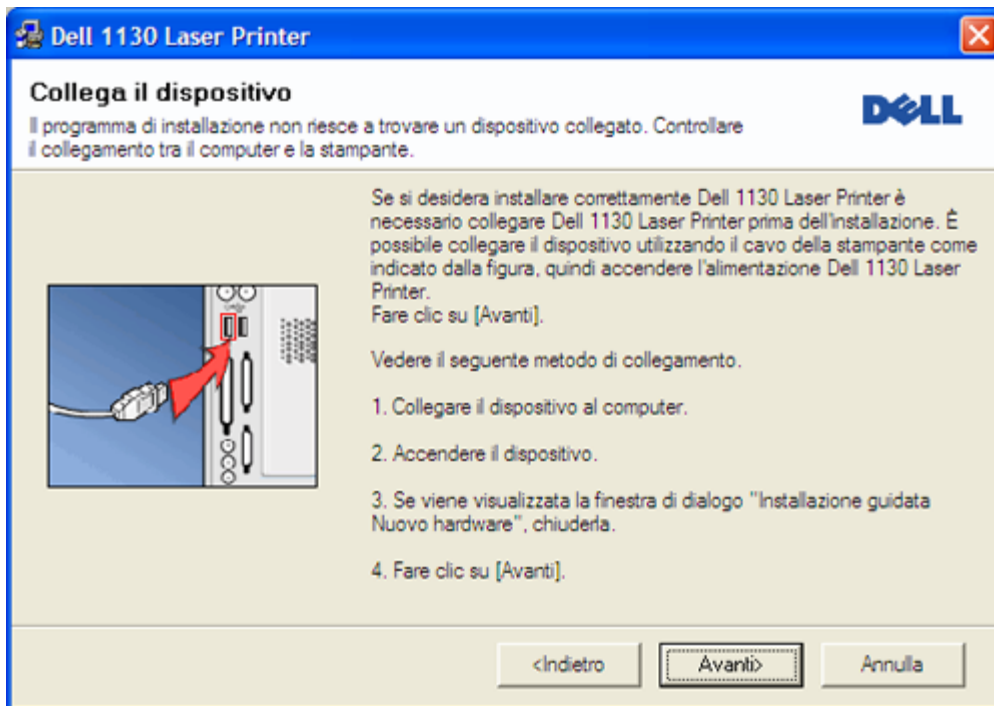 Dell 1130 Laser Printer
Collega il dispositivo
Il programma di installazione non riesce a trovare un dispositivo collegato. Controllare
il collegamento tra il computer e la stampante.
DELL
Se si desidera installare correttamente Dell 1130 Laser Printer è
necessario collegare Dell 1130 Laser Printer prima dell'installazione. È
possibile collegare il dispositivo utilizzando il cavo della stampante come
indicato dalla figura, quindi accendere l'alimentazione Dell 1130 Laser
Printer.
Fare clic su [Avanti].
Vedere il seguente metodo di collegamento.
1. Collegare il dispositivo al computer.
2. Accendere il dispositivo.
3. Se viene visualizzata la finestra di dialogo "Installazione guidata
Nuovo hardware", chiuderla.
4. Fare clic su [Avanti].
<Indietro
Avanti>
Annulla